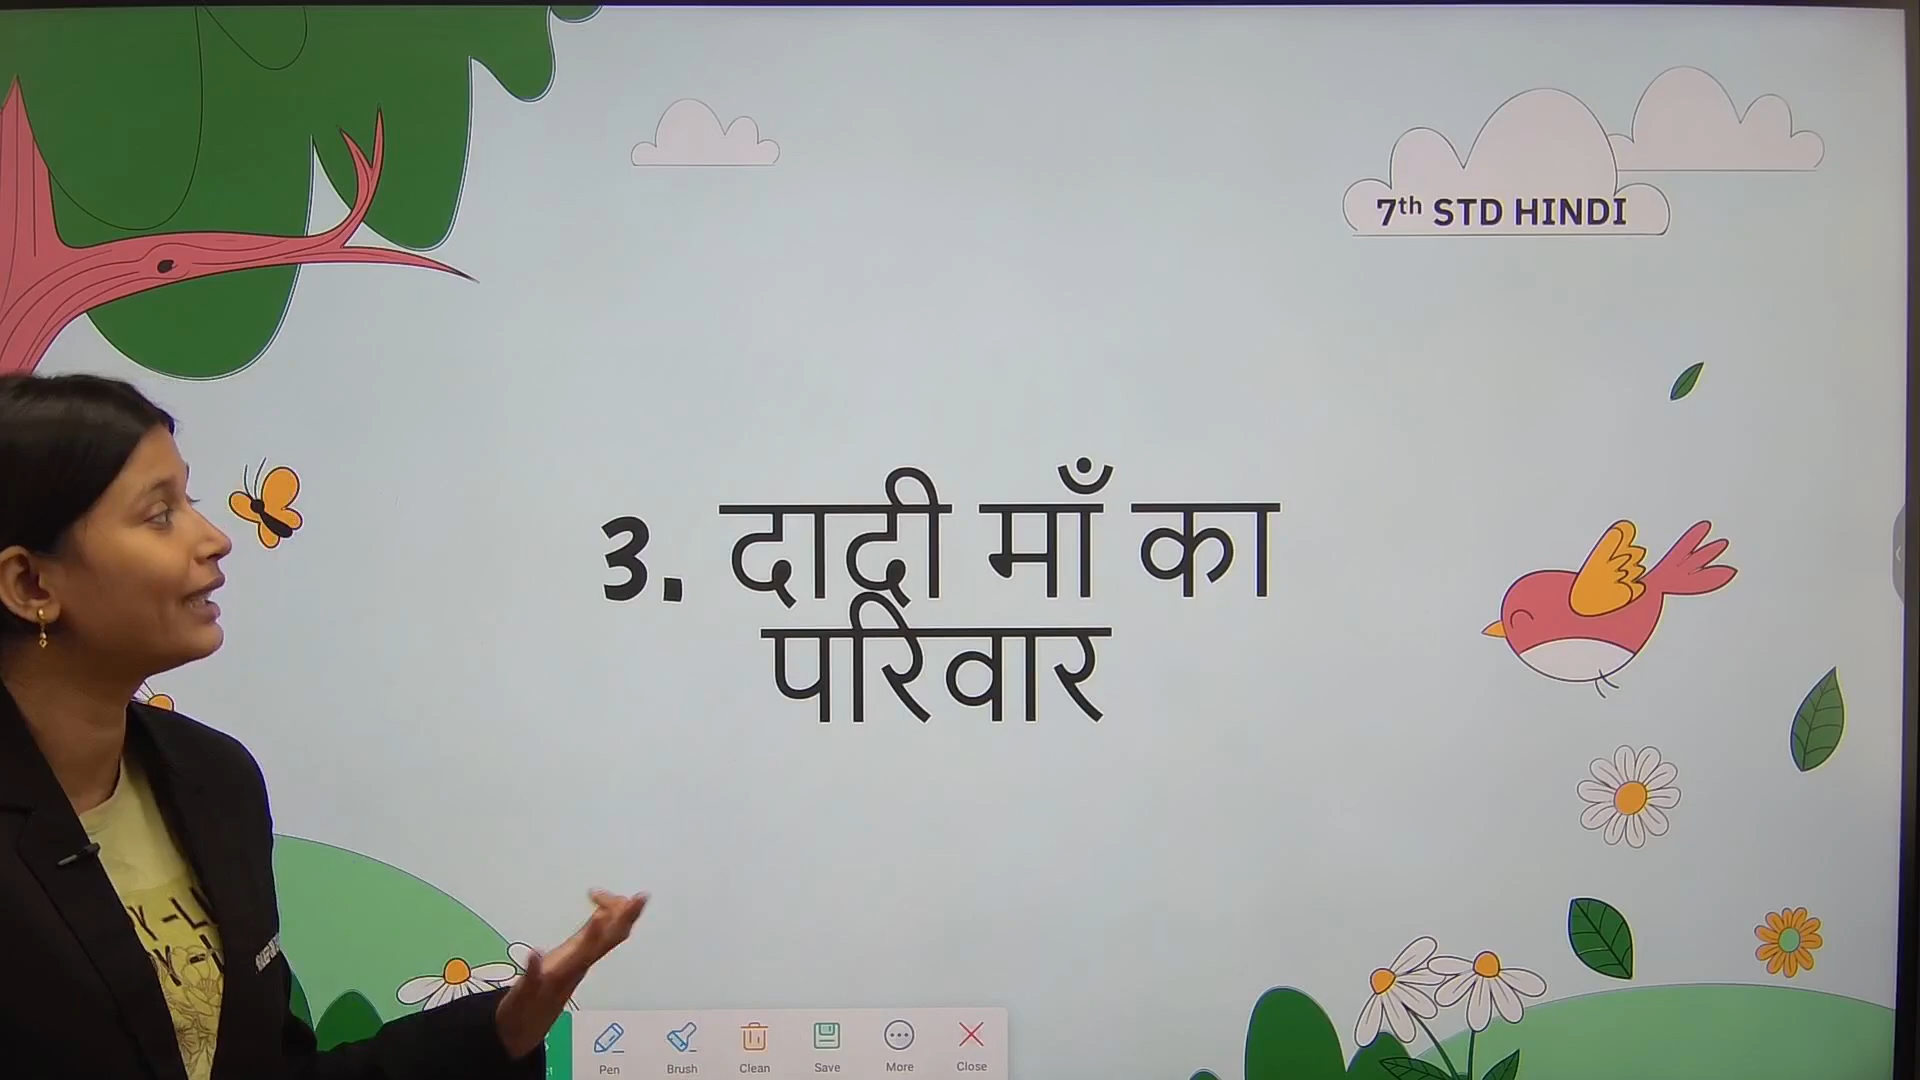 7th STD HINDI
3. दादी माँ का
परिवार
Pen
Brush
Clean
Save
More
Close